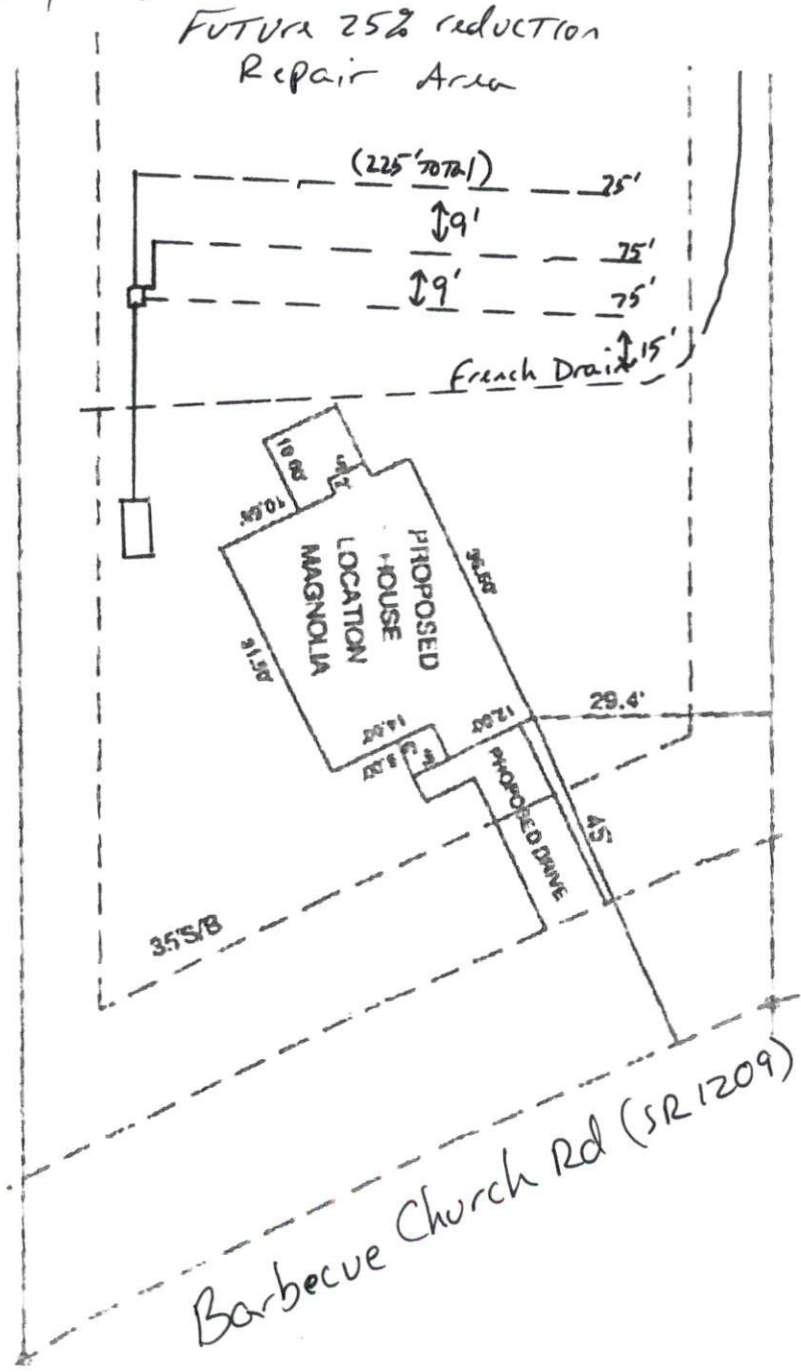 Future 25% reduction
Repair Area
(225' Total)
75'
9'
75'
9'
75'
15'
French Drain
10.00'
PROPOSED
HOUSE
LOCATION
MAGNOLIA
29.4'
14.00'
12.00'
PROPOSED DRIVE
45'
35'S/B
Barbecue Church Rd (SR 1209)